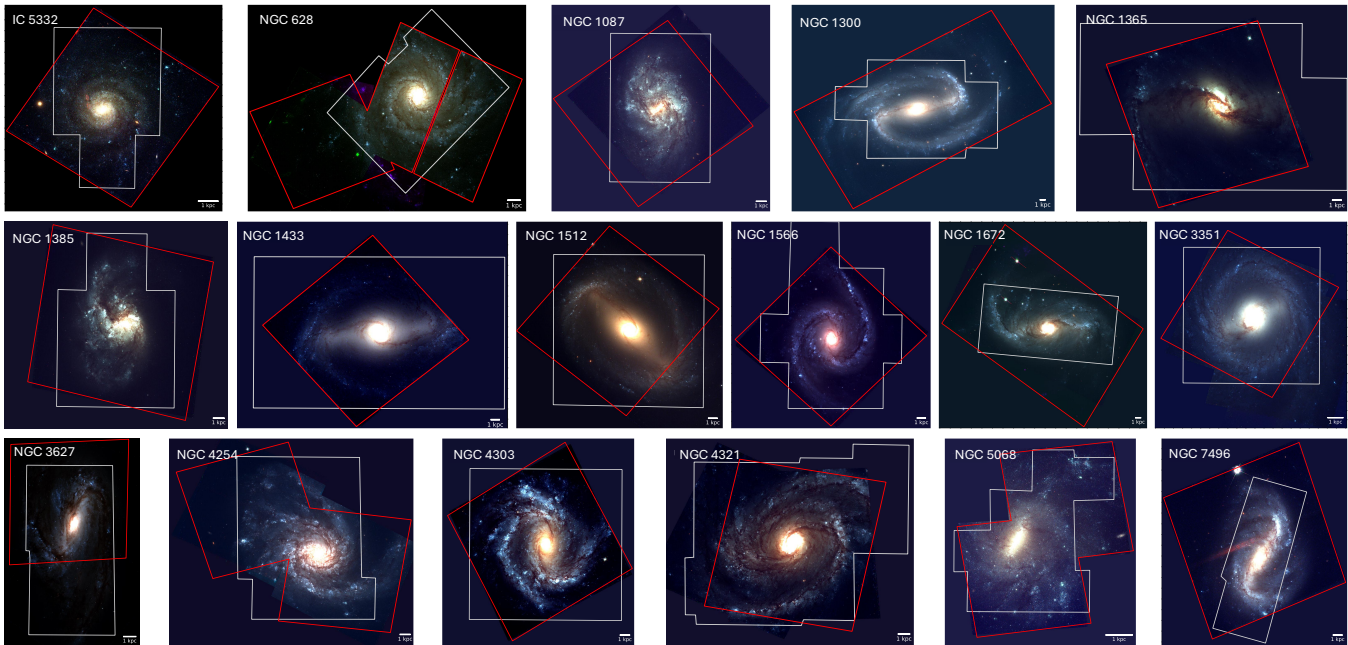 IC 5332
NGC 628
NGC 1087
NGC 1300
NGC 1365
1 kpc
1 kpc
1 kpc
1 kpc
1 kpc
NGC 1385
NGC 1433
NGC 1512
NGC 1566
NGC 1672
NGC 3351
1 kpc
1 kpc
1 kpc
1 kpc
1 kpc
1 kpc
NGC 3627
NGC 4254
NGC 4303
NGC 4321
NGC 5068
NGC 7496
1 kpc
1 kpc
1 kpc
1 kpc
1 kpc
1 kpc